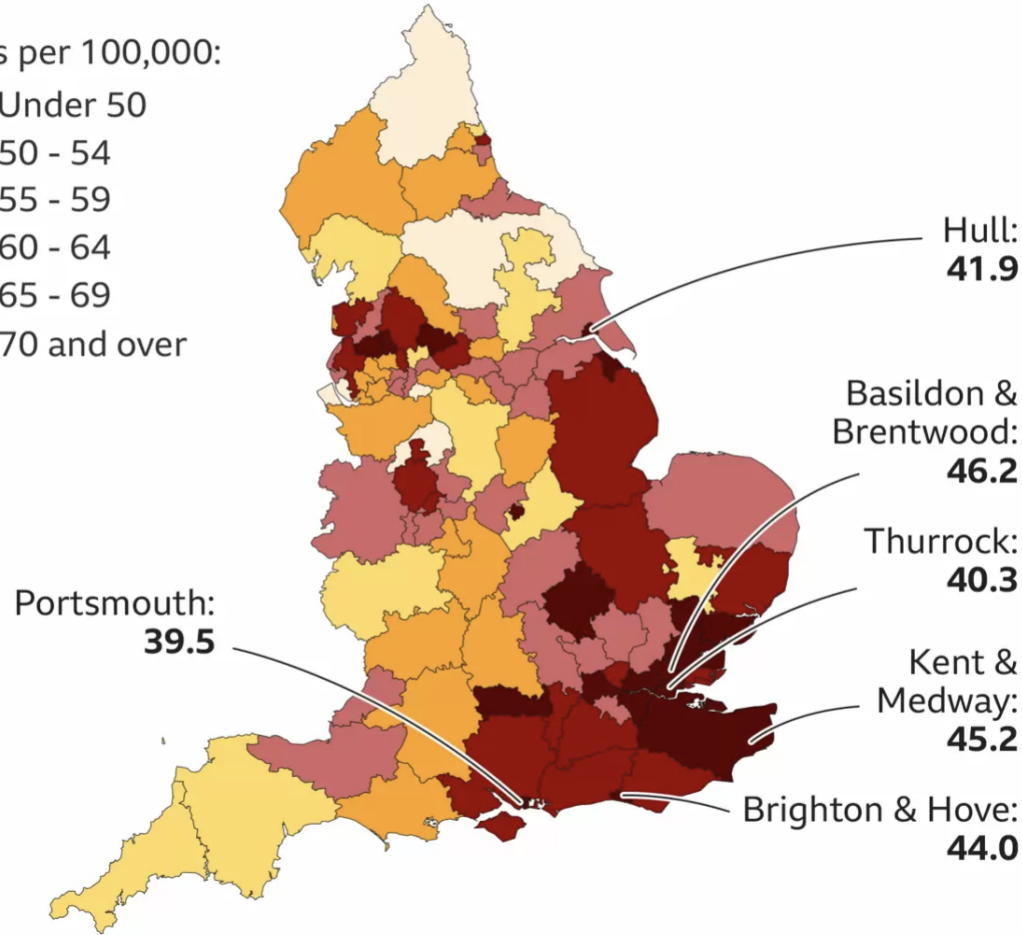 s per 100,000:
Under 50
50 - 54
55 - 59
60 - 64
65 - 69
70 and over
Hull:
41.9
Basildon &
Brentwood:
46.2
Thurrock:
40.3
Portsmouth:
39.5
Kent &
Medway:
45.2
Brighton & Hove:
44.0